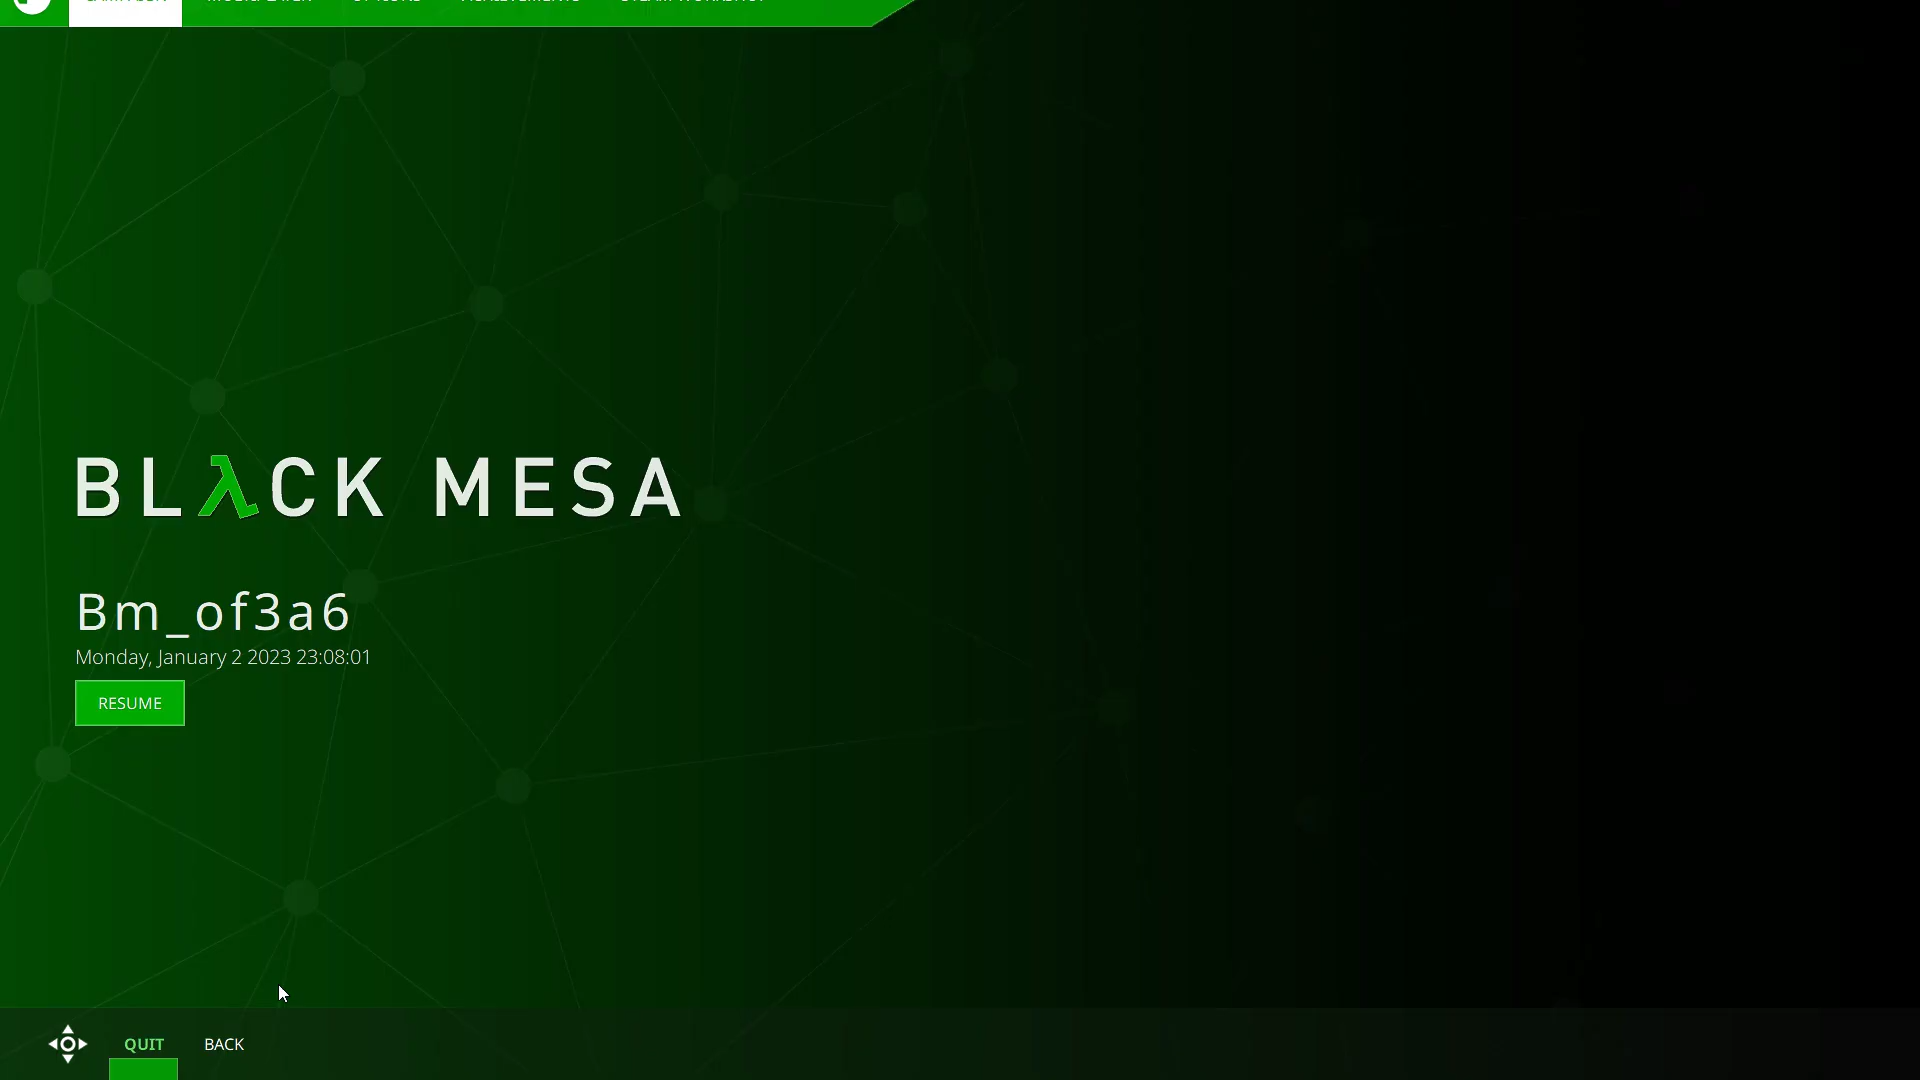 BLλCK MESA
Bm_of3a6
Monday, January 2 2023 23:08:01
RESUME
QUIT
BACK